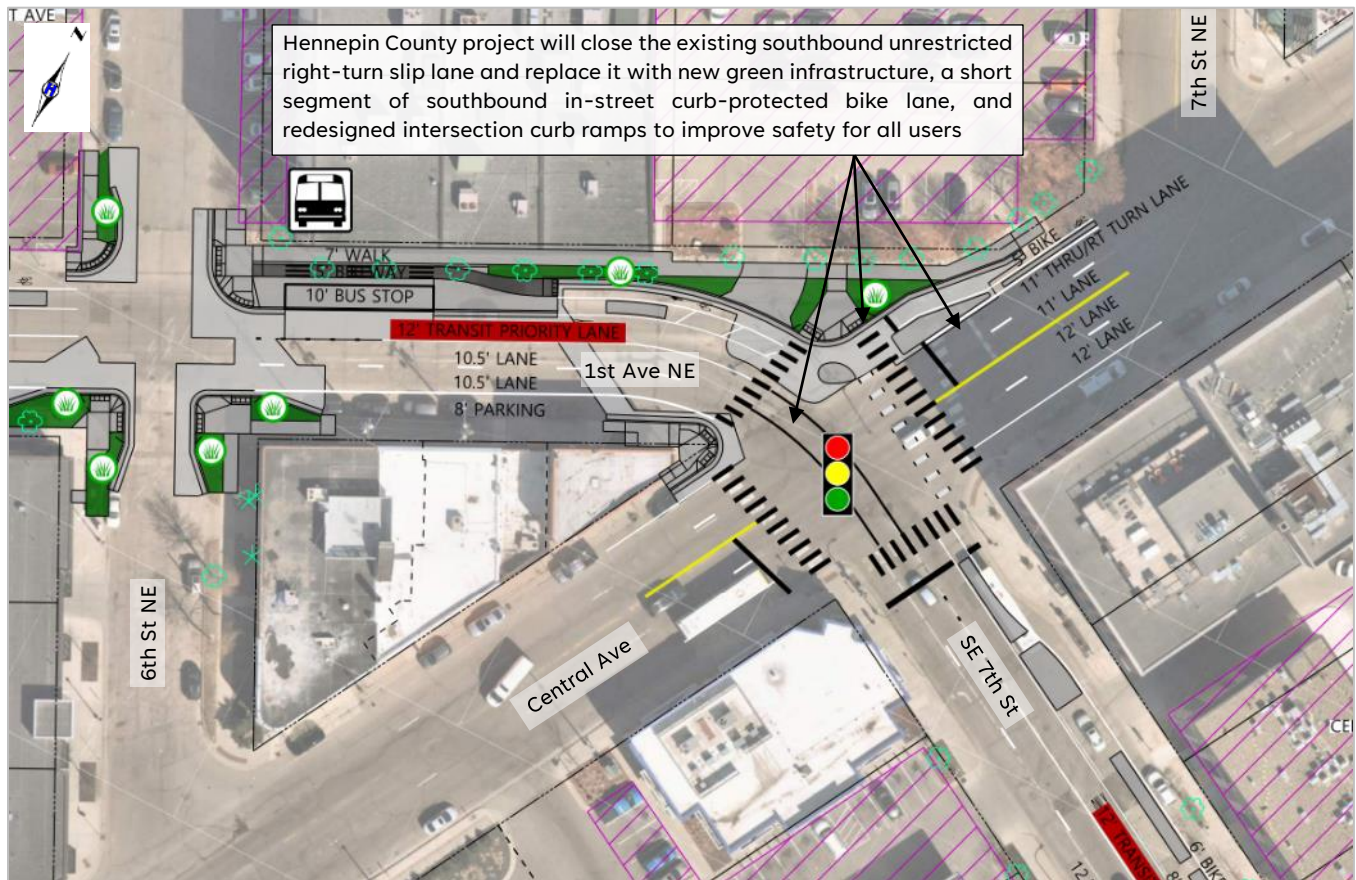 T AVE
N
Hennepin County project will close the existing southbound unrestricted
right-turn slip lane and replace it with new green infrastructure, a short
segment of southbound in-street curb-protected bike lane, and
redesigned intersection curb ramps to improve safety for all users
7th St NE
7' WALK
10' BUS STOP
12' TRANSIT PRIORITY LANE
10.5' LANE
10.5' LANE
8' PARKING
1st Ave NE
BIKE
11' THRU/RT TURN LANE
11' LANE
12' LANE
12' LANE
6th St NE
Central Ave
SE 7th St
12' TRANSIT
6' BIKE
CE